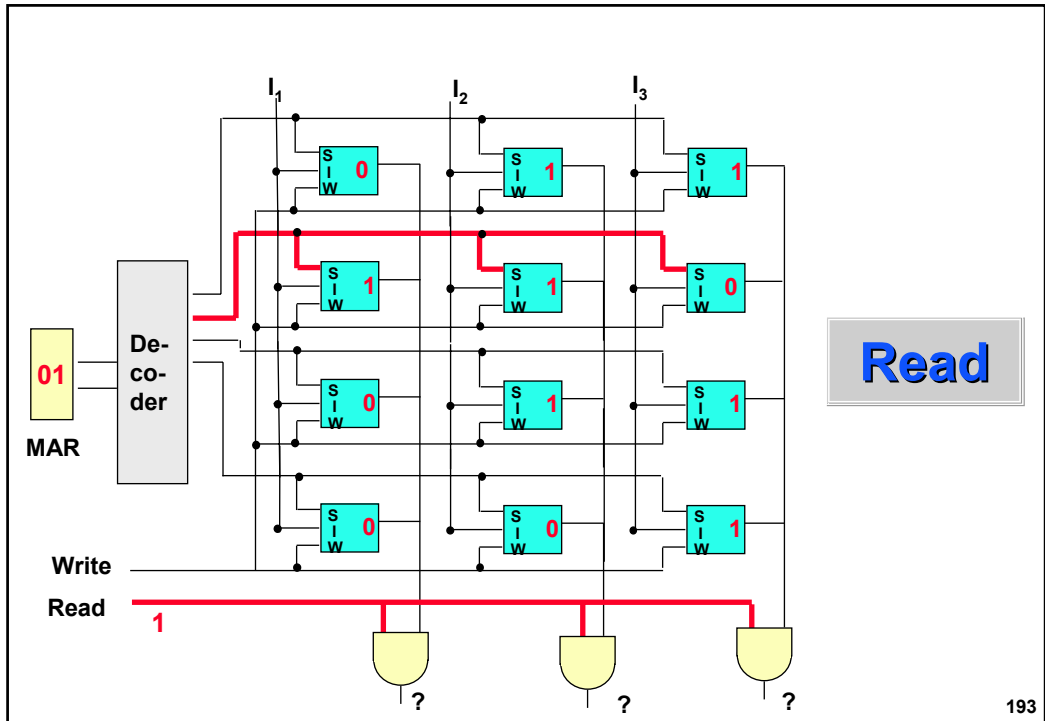 I1 I2 I3
S
I
W
0
S
I
W
1
S
I
W
1
S
I
W
1
S
I
W
1
S
I
W
0
De-
co-
der
01
MAR
Read
S
I
W
0
S
I
W
1
S
I
W
1
S
I
W
0
S
I
W
0
S
I
W
1
Write
Read
1
? ? ?
193